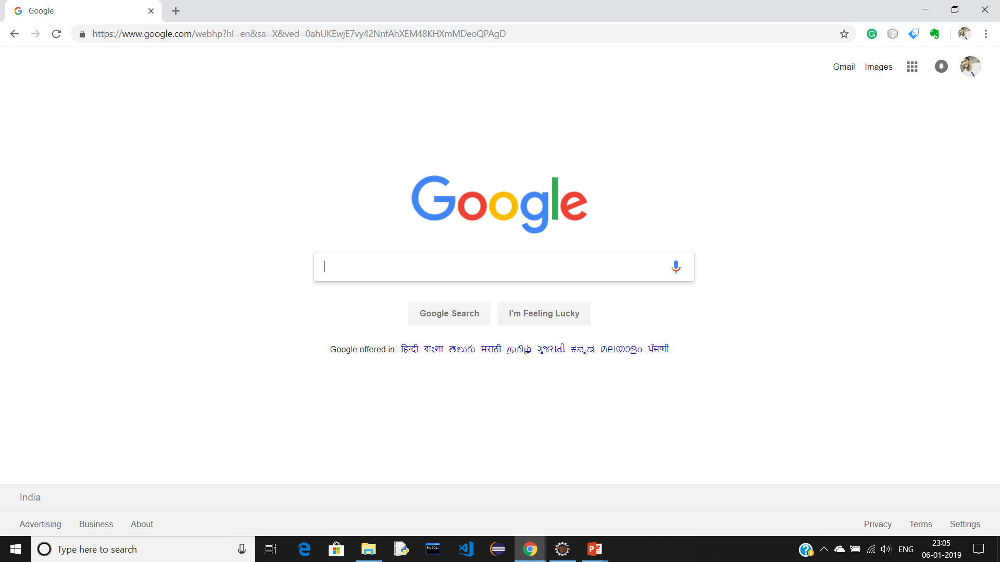 Google
https://www.google.com/webhp?hl=en&sa=X&ved=0ahUKEwjE7vy42NnfAhXEM48KHXmMDeoQPAgD
Gmail Images
Google
Google Search I'm Feeling Lucky
Google offered in: हिन्दी বাংলা తెలుగు मराठी தமிழ் ગુજરાતી ಕನ್ನಡ മലയാളം ਪੰਜਾਬੀ
India
Advertising Business About Privacy Terms Settings
Type here to search MySQL ENG 23:05
06-01-2019